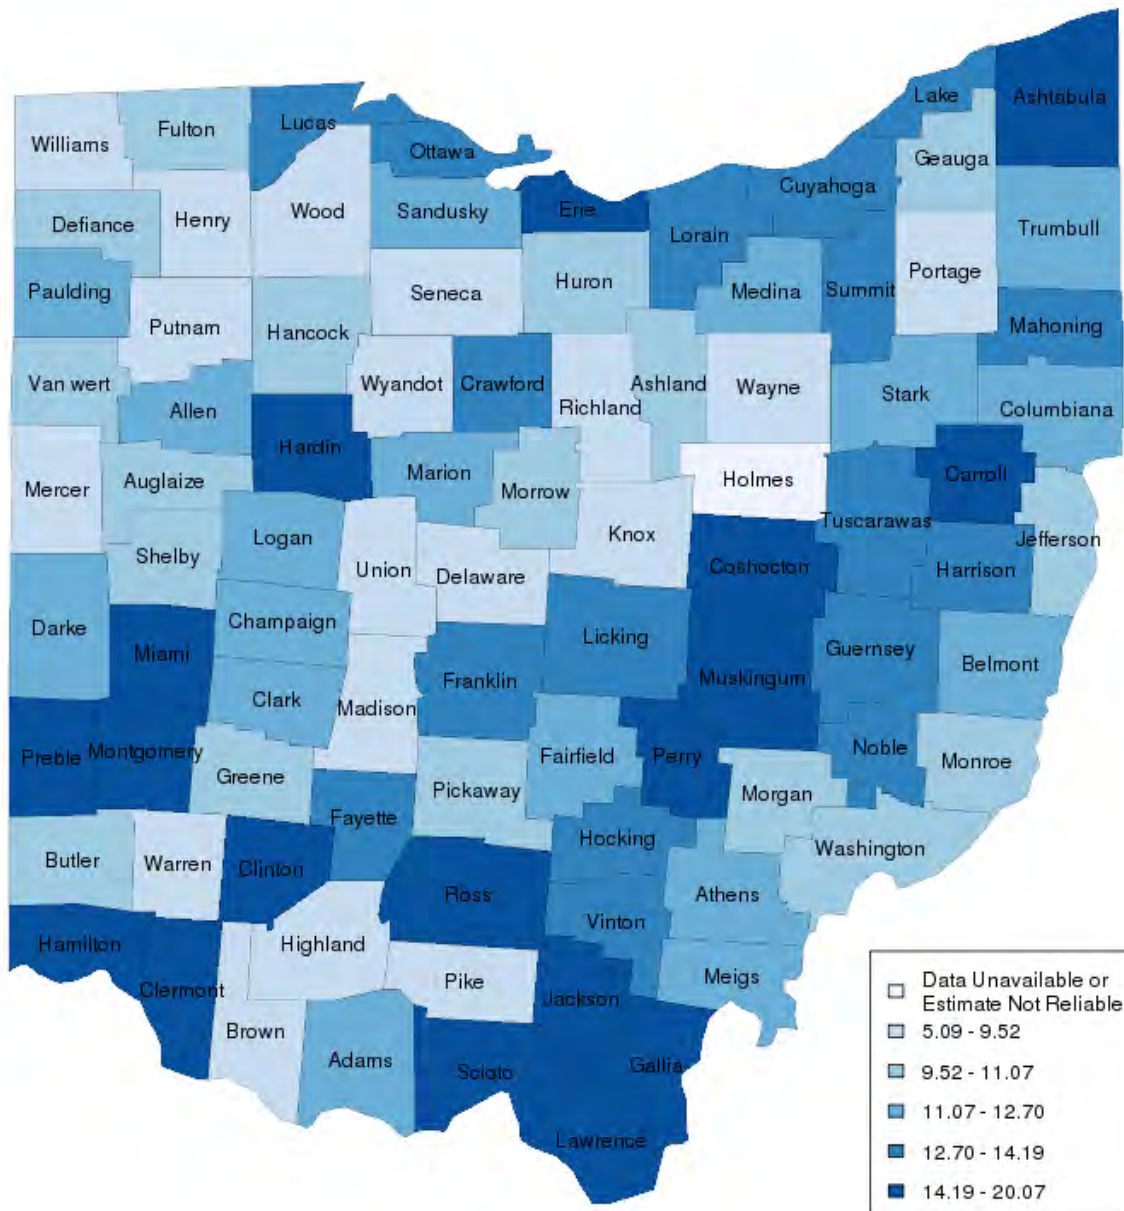 Ashtabula
Lake
Williams
Fulton
Lucas
Ottawa
Geauga
Cuyahoga
Defiance
Henry
Wood
Sandusky
Erie
Lorain
Trumbull
Paulding
Putnam
Hancock
Seneca
Huron
Medina
Summit
Portage
Mahoning
Van wert
Allen
Wyandot
Crawford
Richland
Ashland
Wayne
Stark
Columbiana
Mercer
Auglaize
Hardin
Marion
Morrow
Holmes
Carroll
Shelby
Logan
Union
Delaware
Knox
Coshocton
Tuscarawas
Harrison
Jefferson
Darke
Miami
Champaign
Licking
Guernsey
Belmont
Clark
Madison
Franklin
Muskingum
Preble
Montgomery
Greene
Fayette
Pickaway
Fairfield
Perry
Morgan
Noble
Monroe
Butler
Warren
Clinton
Ross
Hocking
Washington
Hamilton
Highland
Vinton
Athens
Clermont
Brown
Pike
Jackson
Meigs
Adams
Scioto
Gallia
Lawrence
Data Unavailable or
Estimate Not Reliable
5.09 - 9.52
9.52 - 11.07
11.07 - 12.70
12.70 - 14.19
14.19 - 20.07